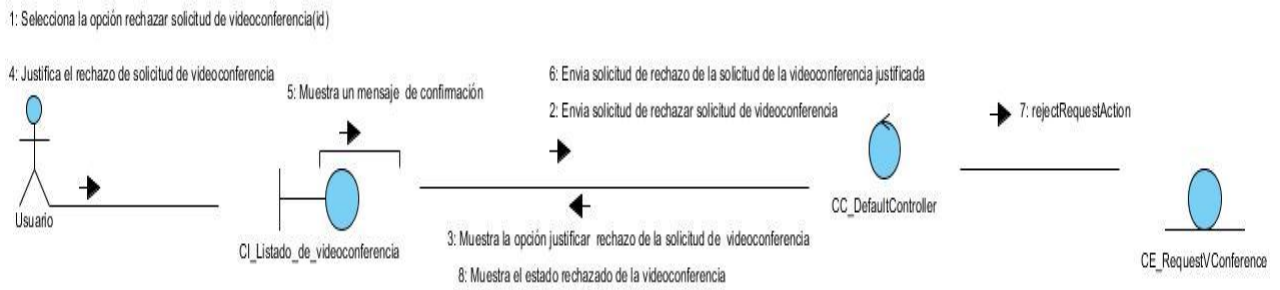 1: Selecciona la opción rechazar solicitud de videoconferencia(id)
4: Justifica el rechazo de solicitud de videoconferencia
5: Muestra un mensaje de confirmación
6: Envia solicitud de rechazo de la solicitud de la videoconferencia justificada
2: Envia solicitud de rechazar solicitud de videoconferencia
7: rejectRequestAction
Usuario
CI_Listado_de_videoconferencia
CC_DefaultController
CE_RequestVConference
3: Muestra la opción justificar rechazo de la solicitud de videoconferencia
8: Muestra el estado rechazado de la videoconferencia